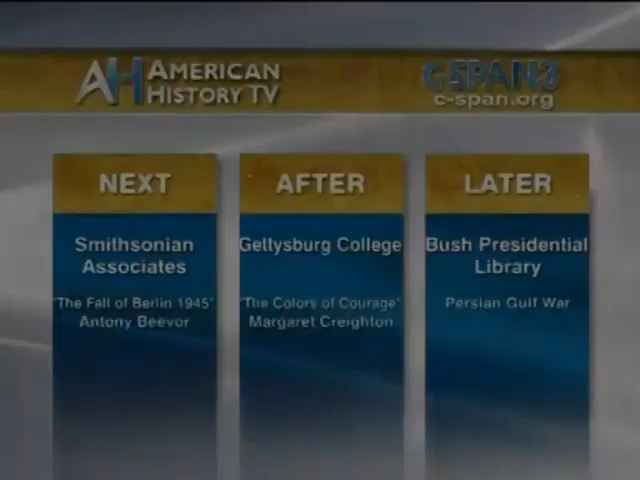 AH AMERICAN
HISTORY TV
C-SPAN3
c-span.org
NEXT
Smithsonian
Associates
"The Fall of Berlin 1945"
Antony Beevor
AFTER
Gettysburg College
"The Colors of Courage"
Margaret Creighton
LATER
Bush Presidential
Library
Persian Gulf War